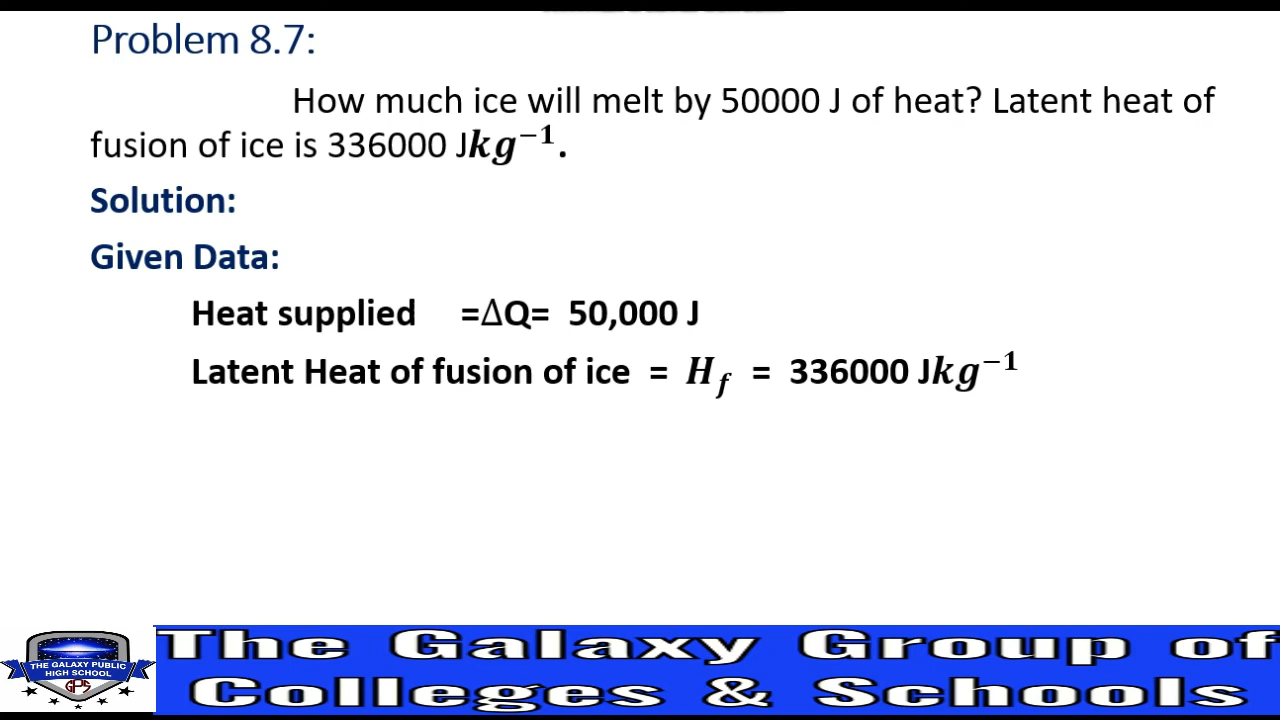 Problem 8.7:
How much ice will melt by 50000 J of heat? Latent heat of
fusion of ice is 336000 J𝒌𝒈⁻¹.
Solution:
Given Data:
Heat supplied =∆Q= 50,000 J
Latent Heat of fusion of ice = 𝑯𝒇 = 336000 J𝒌𝒈⁻¹
THE GALAXY PUBLIC
HIGH SCHOOL
GPS
The Galaxy Group of
Colleges & Schools